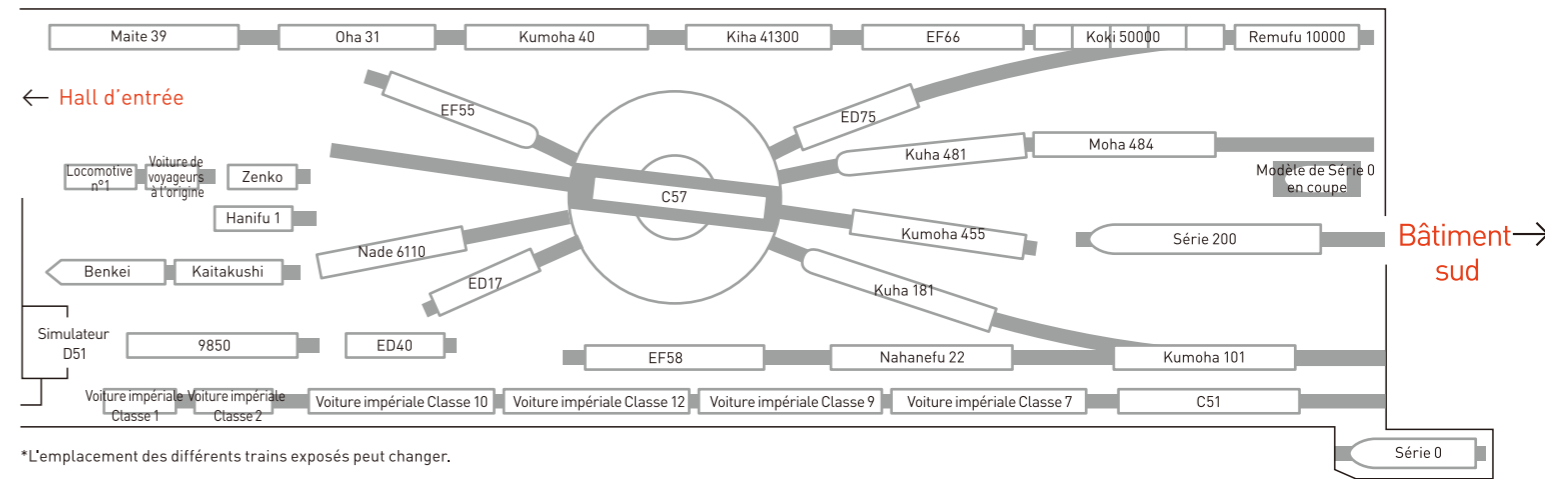 Maite 39
Oha 31
Kumoha 40
Kiha 41300
EF66
Koki 50000
Remufu 10000
← Hall d'entrée
EF55
ED75
Kuha 481
Moha 484
Locomotive
n°1
Voiture de
voyageurs
à l'origine
Zenko
Modèle de Série 0
en coupe
C57
Hanifu 1
Nade 6110
Kumoha 455
Série 200
Bâtiment→
sud
Benkei
Kaitakushi
ED17
Kuha 181
Simulateur
D51
9850
ED40
EF58
Nahanefu 22
Kumoha 101
Voiture impériale
Classe 1
Voiture impériale
Classe 2
Voiture impériale Classe 10
Voiture impériale Classe 12
Voiture impériale Classe 9
Voiture impériale Classe 7
C51
*L'emplacement des différents trains exposés peut changer.
Série 0